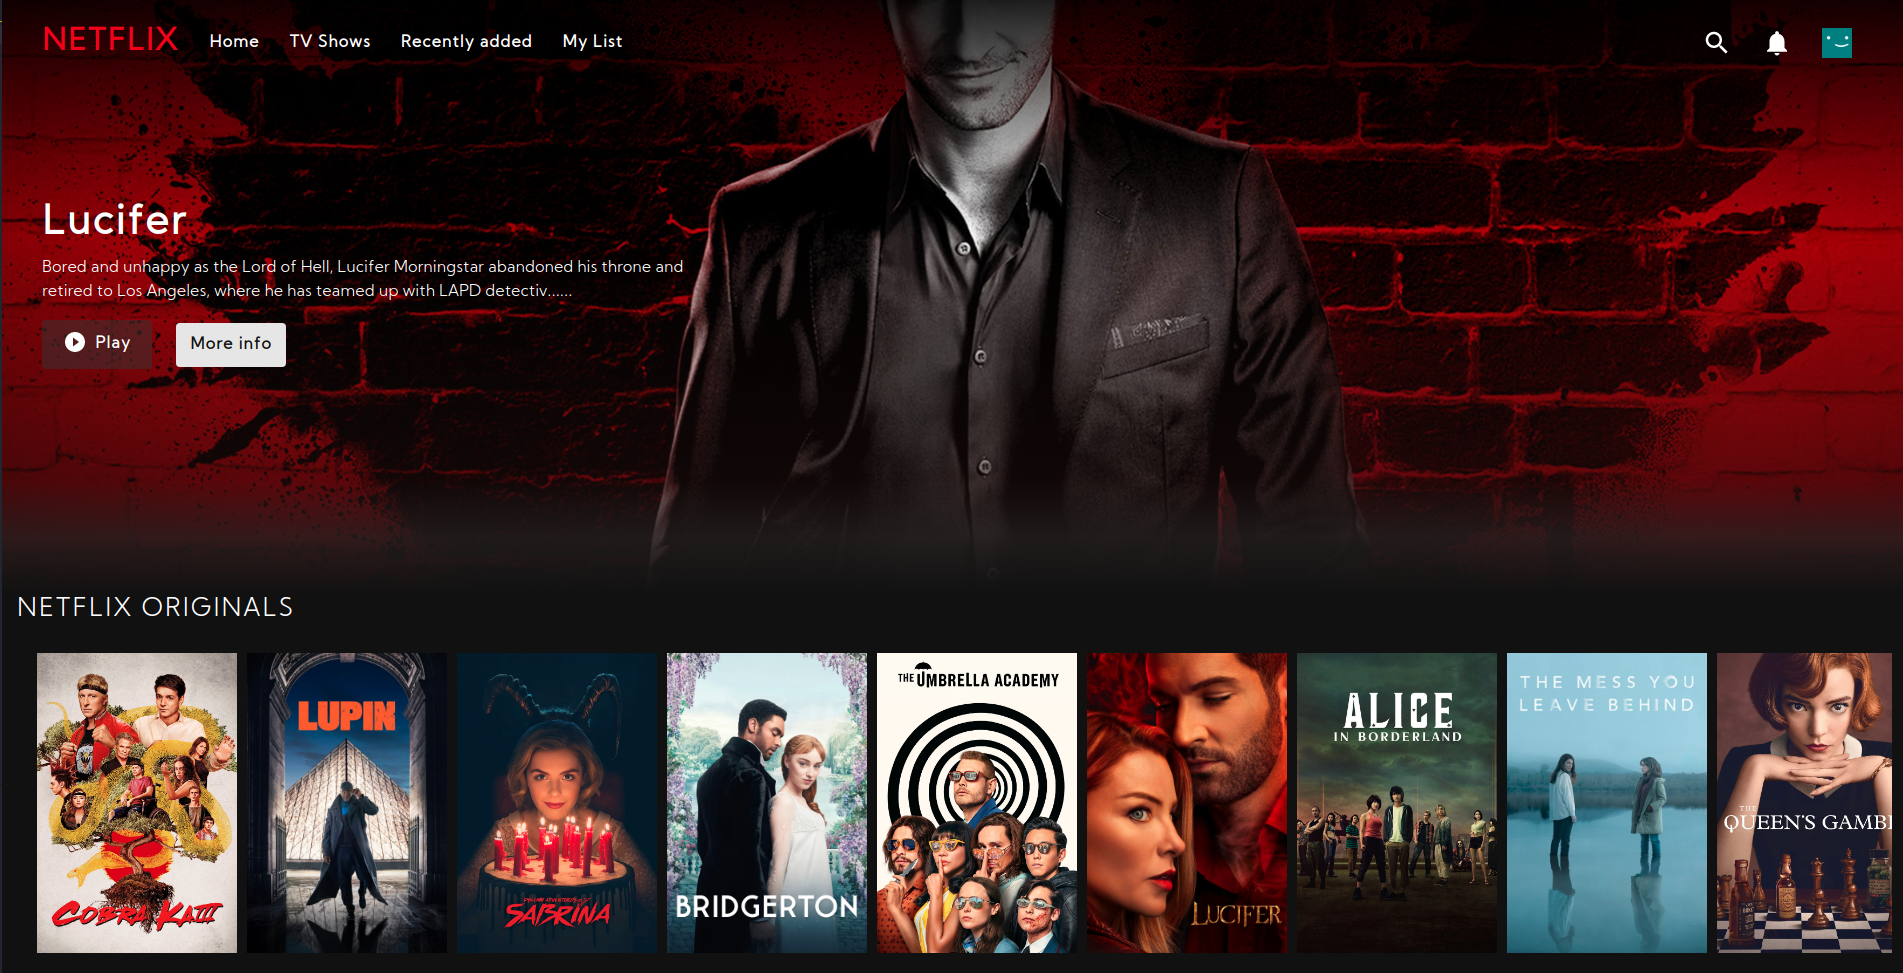 NETFLIX
Home
TV Shows
Recently added
My List
Lucifer
Bored and unhappy as the Lord of Hell, Lucifer Morningstar abandoned his throne and
retired to Los Angeles, where he has teamed up with LAPD detectiv......
Play
More info
NETFLIX ORIGINALS
COBRA KAI
LUPIN
SABRINA
BRIDGERTON
THE UMBRELLA ACADEMY
LUCIFER
ALICE
IN BORDERLAND
THE MESS YOU
LEAVE BEHIND
THE
QUEEN'S GAMBI